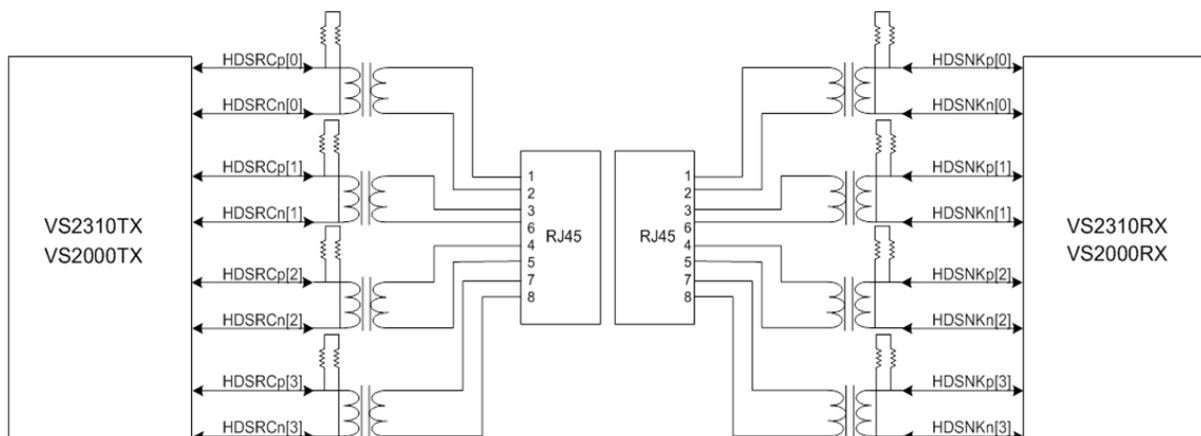 HDSRCp[0]
HDSRCn[0]
HDSRCp[1]
HDSRCn[1]
HDSRCp[2]
HDSRCn[2]
HDSRCp[3]
HDSRCn[3]
VS2310TX
VS2000TX
1
2
3
6
4
5
7
8
RJ45
1
2
3
6
4
5
7
8
RJ45
HDSNKp[0]
HDSNKn[0]
HDSNKp[1]
HDSNKn[1]
HDSNKp[2]
HDSNKn[2]
HDSNKp[3]
HDSNKn[3]
VS2310RX
VS2000RX